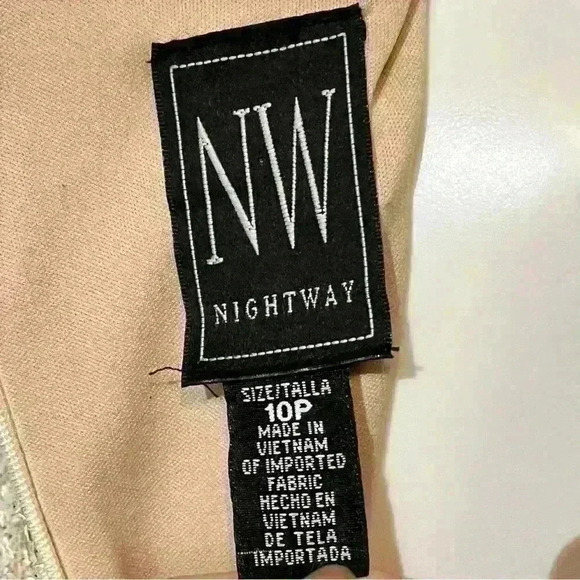 NW
NIGHTWAY
SIZE/TALLA
10P
MADE IN
VIETNAM
OF IMPORTED
FABRIC
HECHO EN
VIETNAM
DE TELA
IMPORTADA